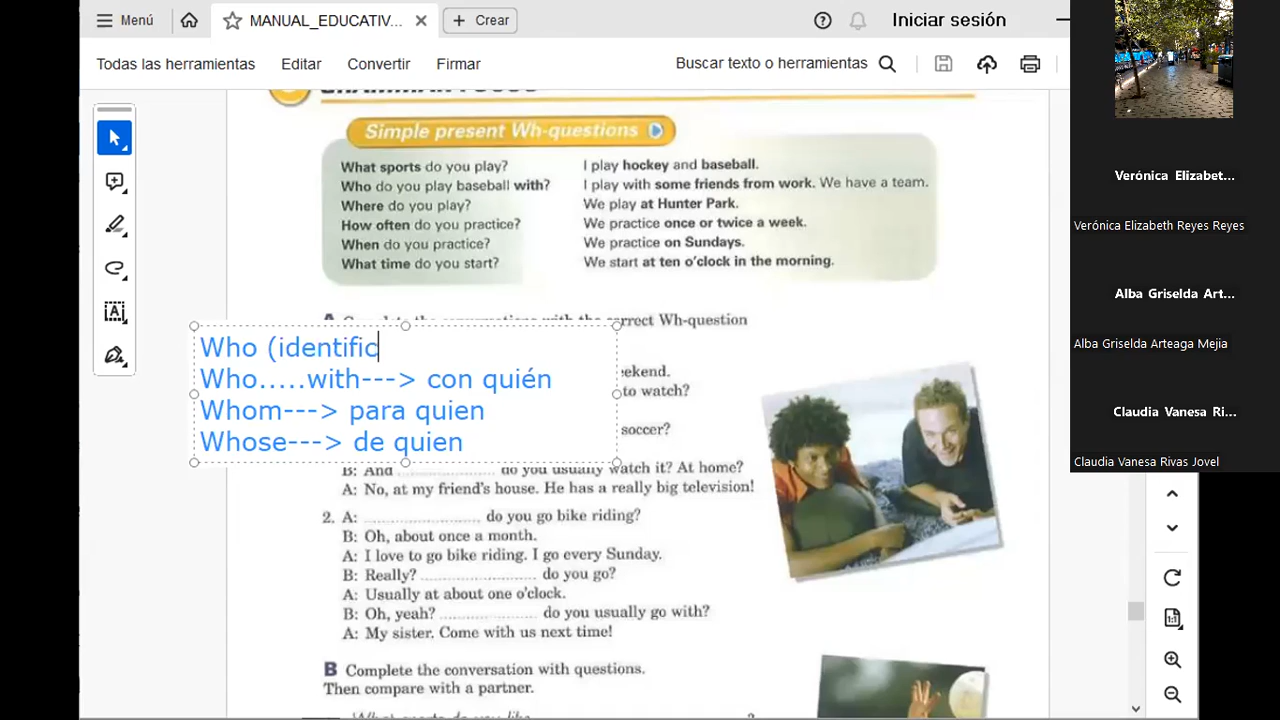 Menú
MANUAL_EDUCATIV...
Crear
Iniciar sesión
Todas las herramientas
Editar
Convertir
Firmar
Buscar texto o herramientas
Simple present Wh-questions
What sports do you play? I play hockey and baseball.
Who do you play baseball with? I play with some friends from work. We have a team.
Where do you play? We play at Hunter Park.
How often do you practice? We practice once or twice a week.
When do you practice? We practice on Sundays.
What time do you start? We start at ten o'clock in the morning.
correct Wh-question
Who (identific
Who.....with---> con quién
Whom---> para quien
Whose---> de quien
to watch?
soccer?
B: And ................ do you usually watch it? At home?
A: No, at my friend's house. He has a really big television!
2. A: ................ do you go bike riding?
B: Oh, about once a month.
A: I love to go bike riding. I go every Sunday.
B: Really? ................ do you go?
A: Usually at about one o'clock.
B: Oh, yeah? ................ do you usually go with?
A: My sister. Come with us next time!
B Complete the conversation with questions.
Then compare with a partner.
What sports do you like
Verónica Elizabet...
Verónica Elizabeth Reyes Reyes
Alba Griselda Art...
Alba Griselda Arteaga Mejia
Claudia Vanesa Ri...
Claudia Vanesa Rivas Jovel